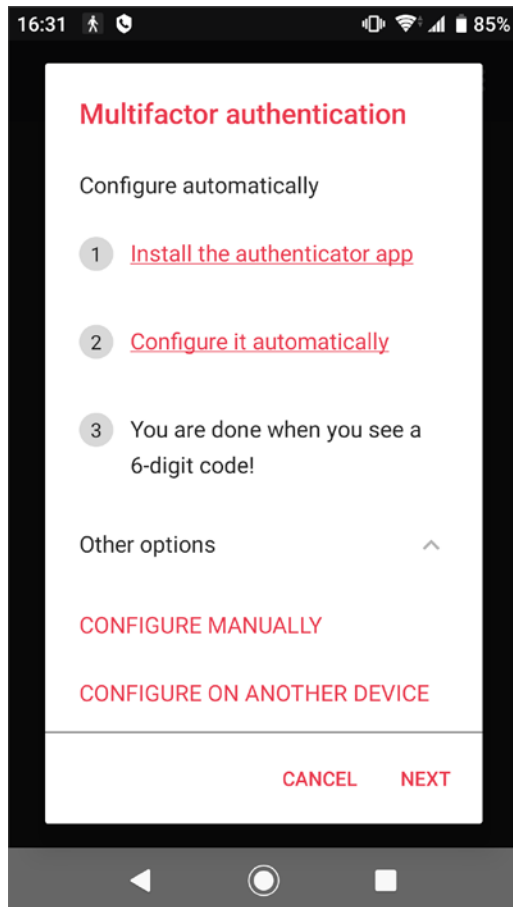 16:31 85%
Multifactor authentication
Configure automatically
1 Install the authenticator app
2 Configure it automatically
3 You are done when you see a
6-digit code!
Other options
CONFIGURE MANUALLY
CONFIGURE ON ANOTHER DEVICE
CANCEL NEXT